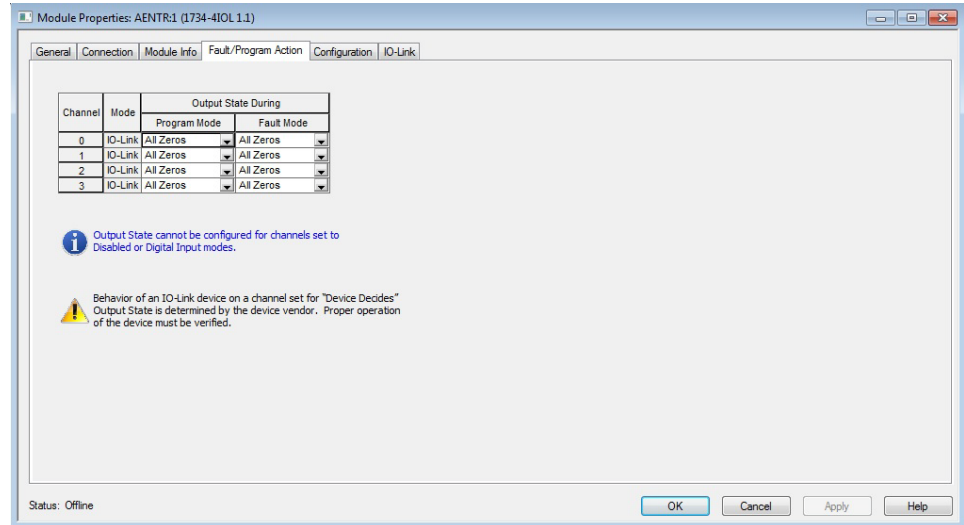 Module Properties: AENTR:1 (1734-4IOL 1.1)
General Connection Module Info Fault/Program Action Configuration IO-Link
Channel Mode Output State During
Program Mode Fault Mode
0 IO-Link All Zeros All Zeros
1 IO-Link All Zeros All Zeros
2 IO-Link All Zeros All Zeros
3 IO-Link All Zeros All Zeros
Output State cannot be configured for channels set to
Disabled or Digital Input modes.
Behavior of an IO-Link device on a channel set for "Device Decides"
Output State is determined by the device vendor. Proper operation
of the device must be verified.
Status: Offline
OK Cancel Apply Help